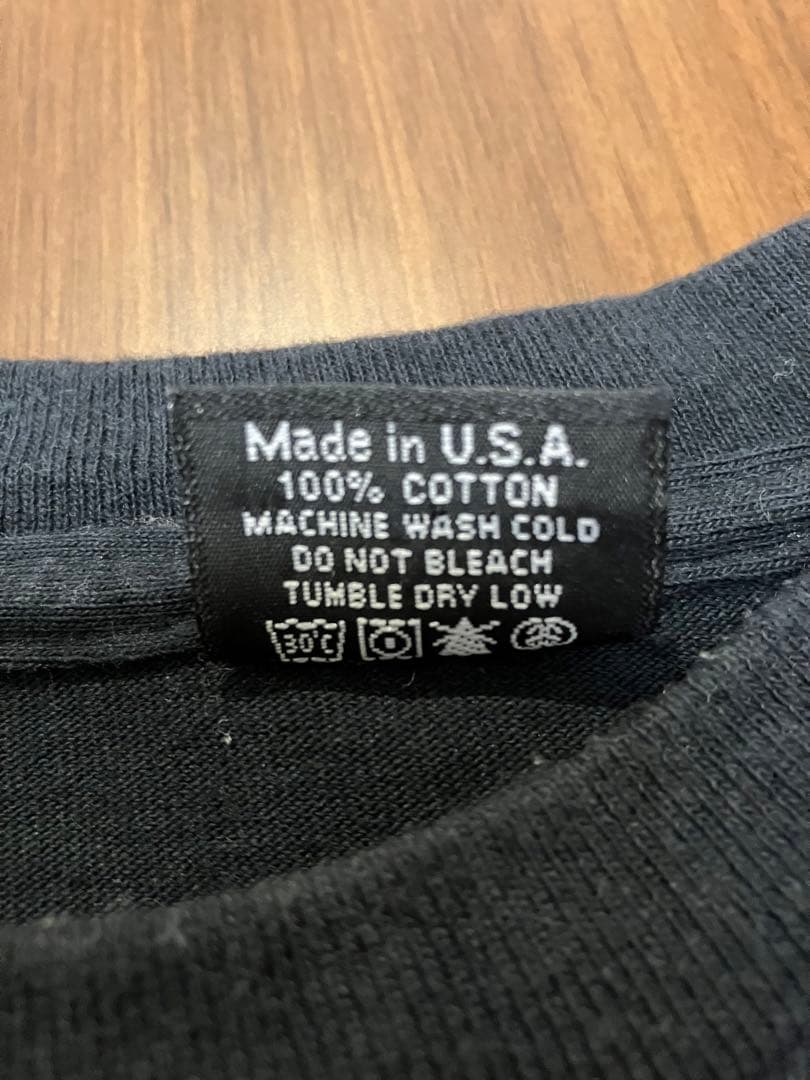 Made in U.S.A.
100% COTTON
MACHINE WASH COLD
DO NOT BLEACH
TUMBLE DRY LOW
30°C